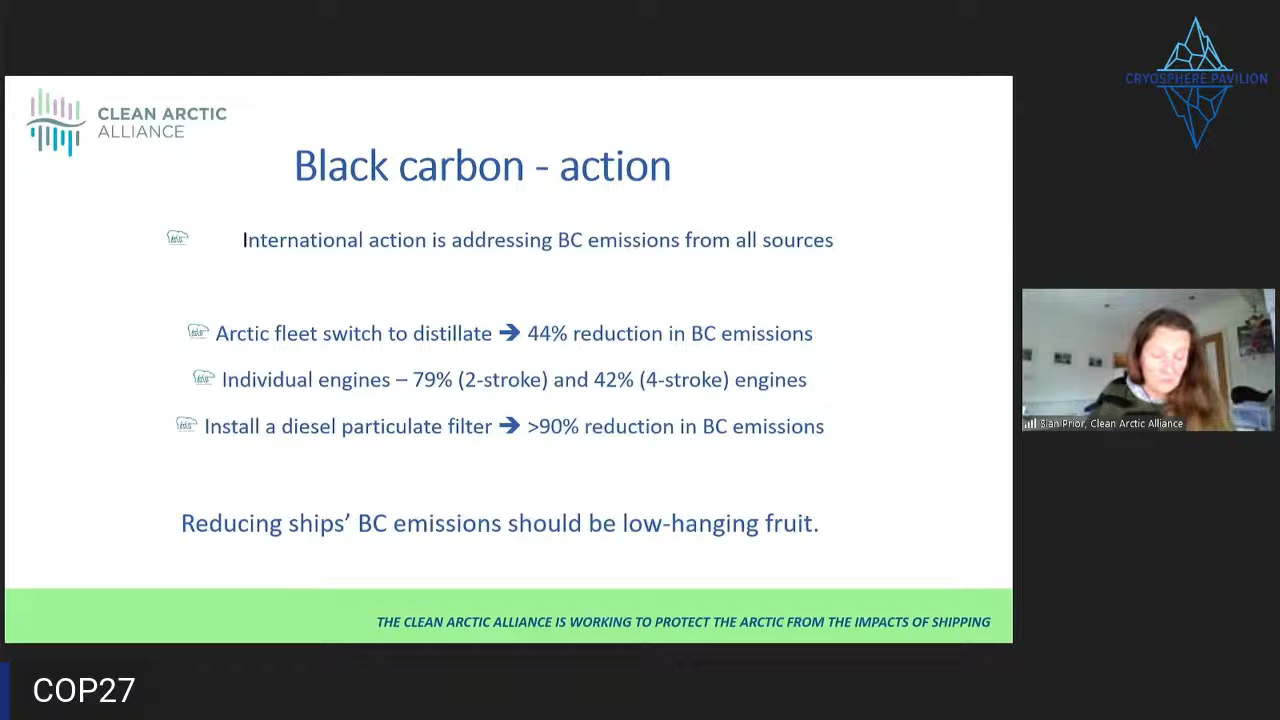 CRYOSPHERE PAVILION
CLEAN ARCTIC
ALLIANCE
Black carbon - action
International action is addressing BC emissions from all sources
Arctic fleet switch to distillate ➔ 44% reduction in BC emissions
Individual engines – 79% (2-stroke) and 42% (4-stroke) engines
Install a diesel particulate filter ➔ >90% reduction in BC emissions
Reducing ships’ BC emissions should be low-hanging fruit.
THE CLEAN ARCTIC ALLIANCE IS WORKING TO PROTECT THE ARCTIC FROM THE IMPACTS OF SHIPPING
Sian Prior, Clean Arctic Alliance
COP27